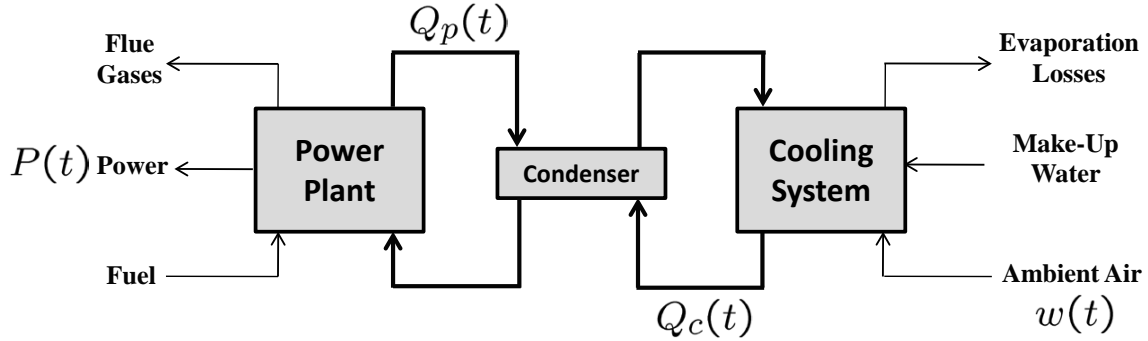 Q_p(t)
Flue
Gases
Evaporation
Losses
P(t) Power
Power
Plant
Condenser
Cooling
System
Make-Up
Water
Fuel
Q_c(t)
Ambient Air
w(t)